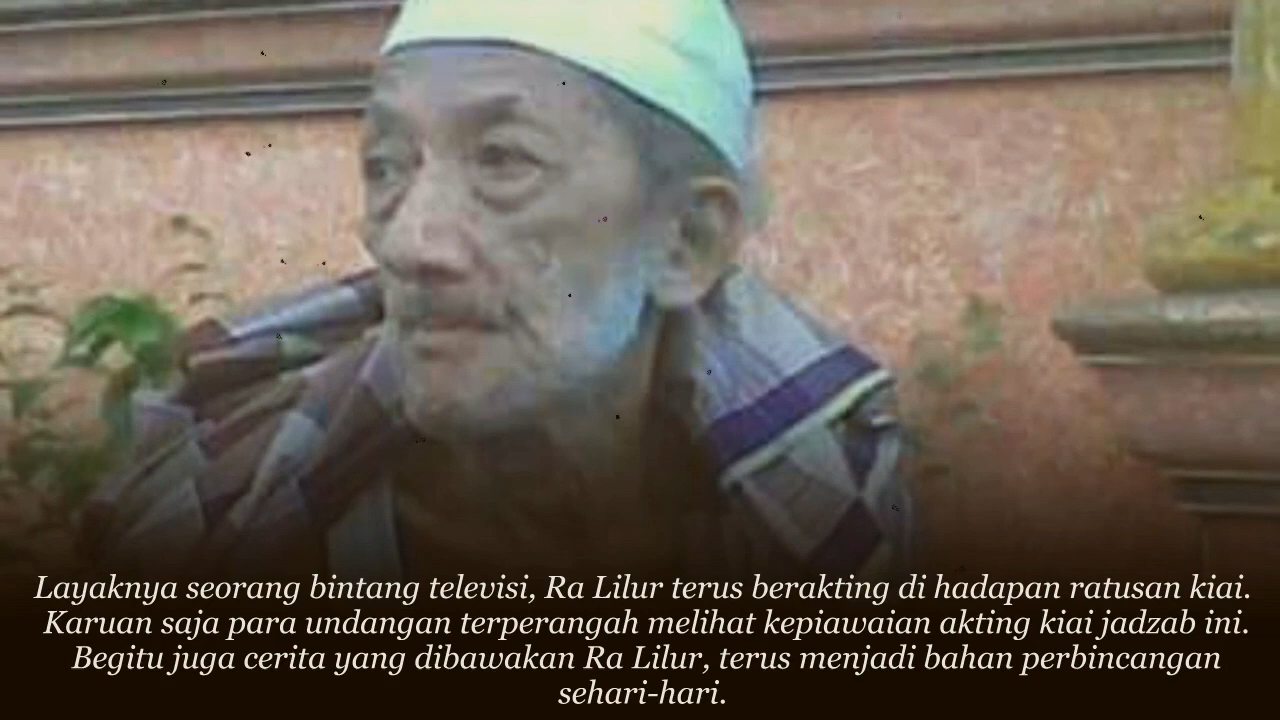 Layaknya seorang bintang televisi, Ra Lilur terus berakting di hadapan ratusan kiai.
Karuan saja para undangan terperangah melihat kepiawaian akting kiai jadzab ini.
Begitu juga cerita yang dibawakan Ra Lilur, terus menjadi bahan perbincangan
sehari-hari.